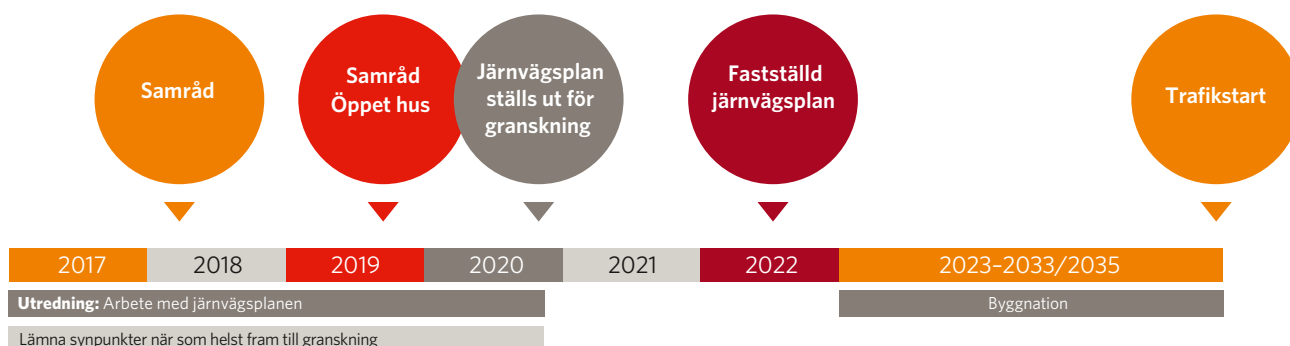 Samråd
Samråd
Öppet hus
Järnvägsplan
ställs ut för
granskning
Fastställd
järnvägsplan
Trafikstart
2017
2018
2019
2020
2021
2022
2023–2033/2035
Utredning: Arbete med järnvägsplanen
Byggnation
Lämna synpunkter när som helst fram till granskning